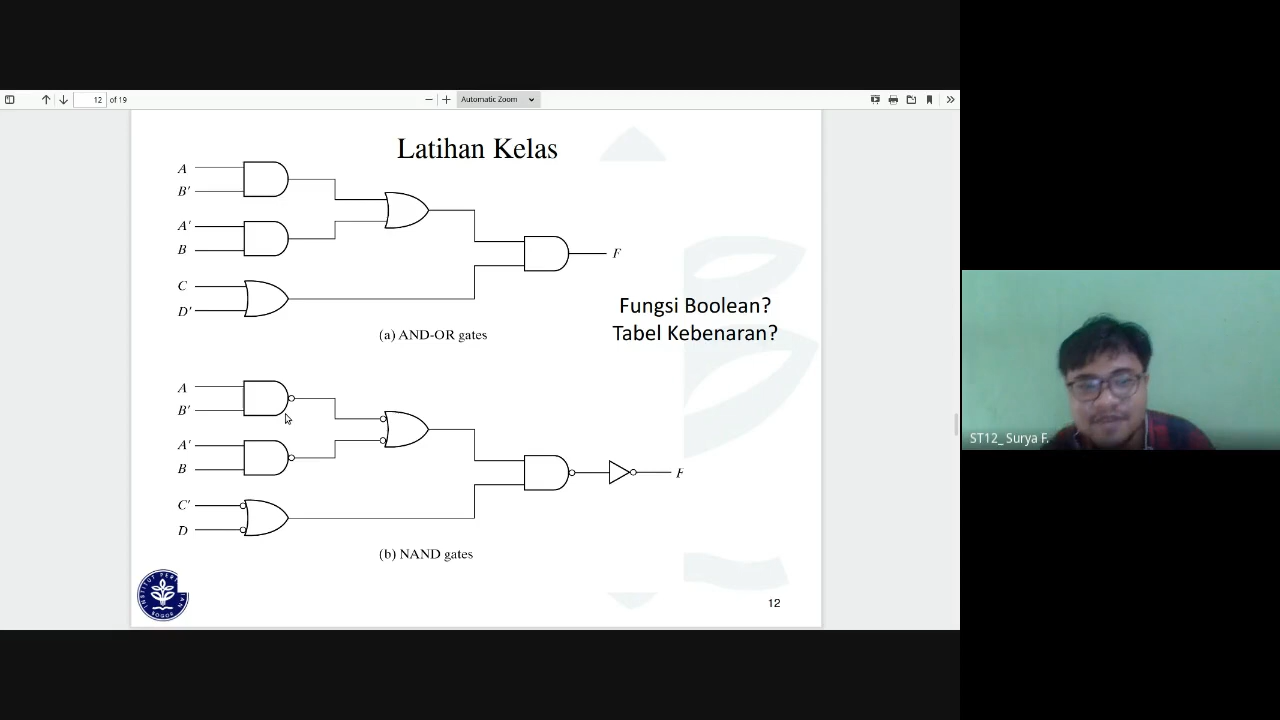 12 of 19
Automatic Zoom
Latihan Kelas
A
B'
A'
B
C
D'
F
(a) AND-OR gates
Fungsi Boolean?
Tabel Kebenaran?
A
B'
A'
B
C'
D
F
(b) NAND gates
12
ST12_ Surya F.